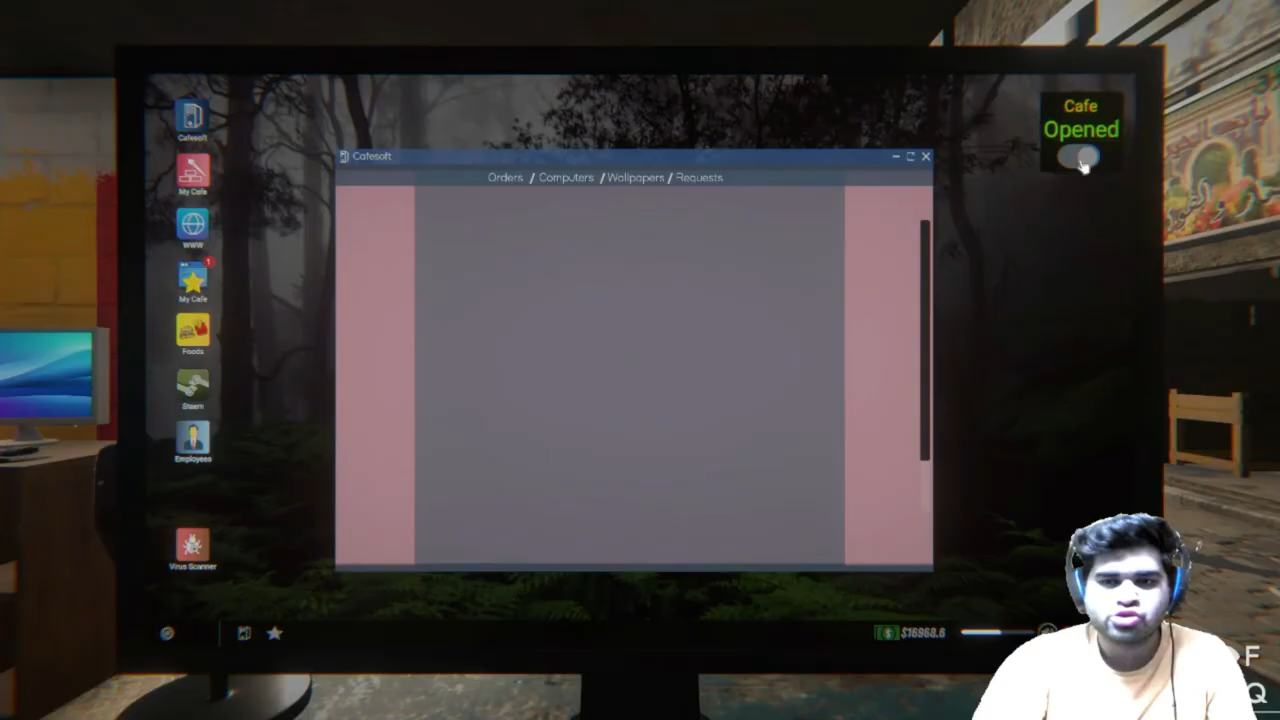 Cafesoft
My Cafe
WWW
1
My Cafe
Foods
Steam
Employees
Virus Scanner
Cafesoft
Orders / Computers / Wallpapers / Requests
Cafe
Opened
$16968.6
F
Q